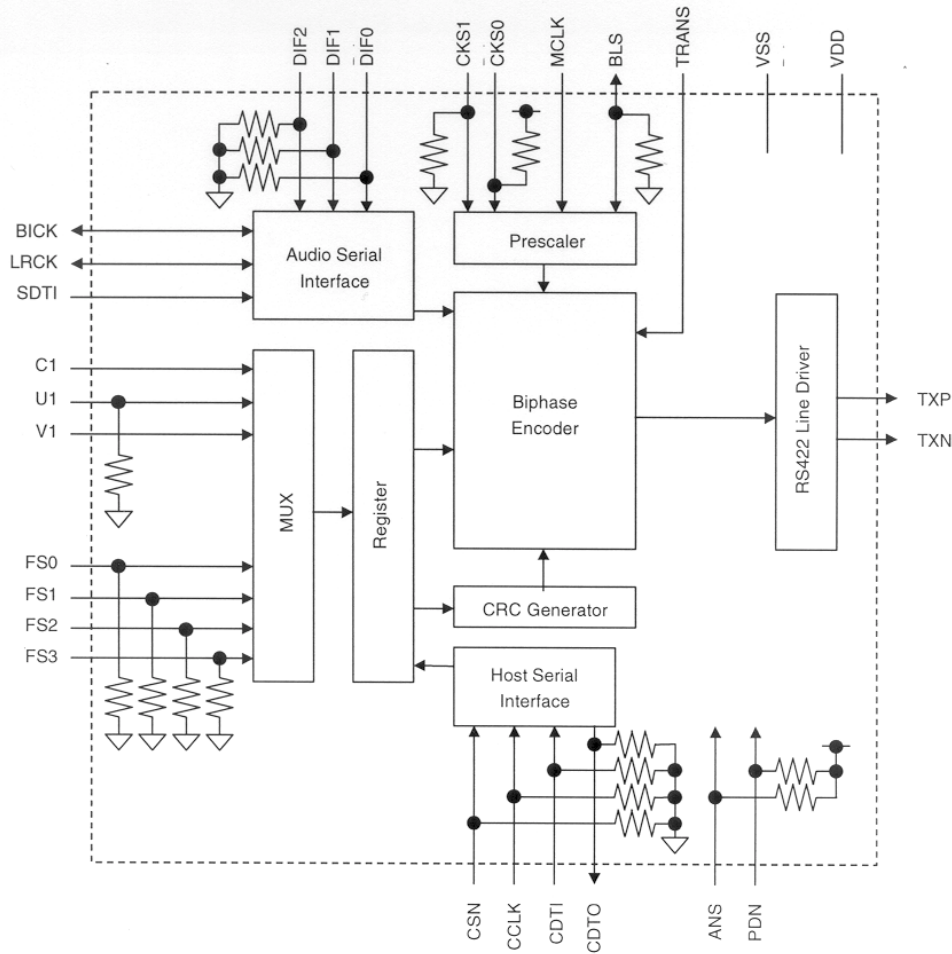 DIF2
DIF1
DIF0
CKS1
CKS0
MCLK
BLS
TRANS
VSS
VDD
BICK
LRCK
SDTI
Audio Serial
Interface
Prescaler
C1
U1
V1
MUX
Register
Biphase
Encoder
RS422 Line Driver
TXP
TXN
FS0
FS1
FS2
FS3
CRC Generator
Host Serial
Interface
CSN
CCLK
CDTI
CDTO
ANS
PDN